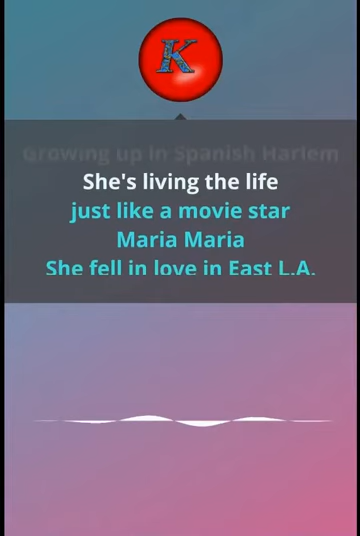 K
Growing up in Spanish Harlem
She's living the life
just like a movie star
Maria Maria
She fell in love in East L.A.